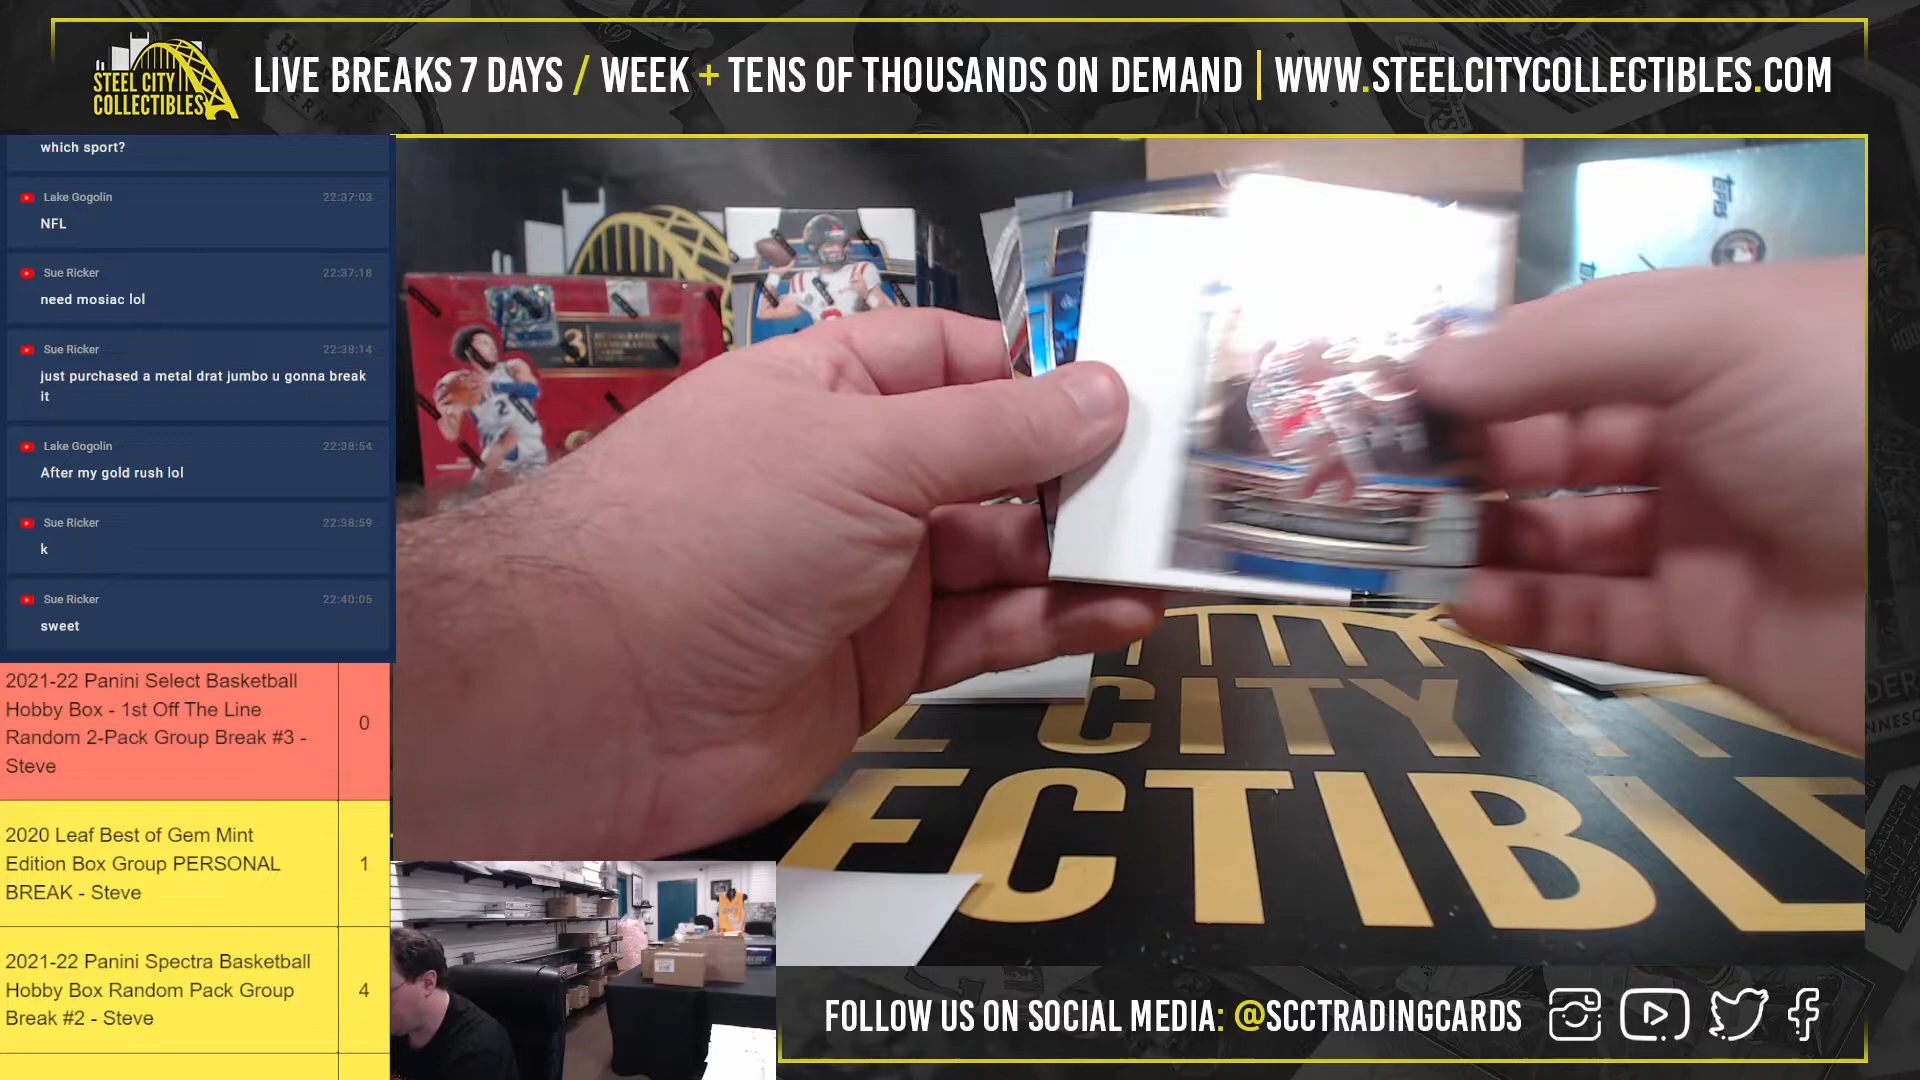 STEEL CITY
COLLECTIBLES
LIVE BREAKS 7 DAYS / WEEK + TENS OF THOUSANDS ON DEMAND | WWW.STEELCITYCOLLECTIBLES.COM
which sport?
Lake Gogolin 22:37:03
NFL
Sue Ricker 22:37:18
need mosiac lol
Sue Ricker 22:38:14
just purchased a metal drat jumbo u gonna break
it
Lake Gogolin 22:38:54
After my gold rush lol
Sue Ricker 22:38:59
k
Sue Ricker 22:40:05
sweet
2021-22 Panini Select Basketball
Hobby Box - 1st Off The Line
Random 2-Pack Group Break #3 -
Steve
0
2020 Leaf Best of Gem Mint
Edition Box Group PERSONAL
BREAK - Steve
1
2021-22 Panini Spectra Basketball
Hobby Box Random Pack Group
Break #2 - Steve
4
topps
3
2
CITY
ECTIBL
FOLLOW US ON SOCIAL MEDIA: @SCCTRADINGCARDS